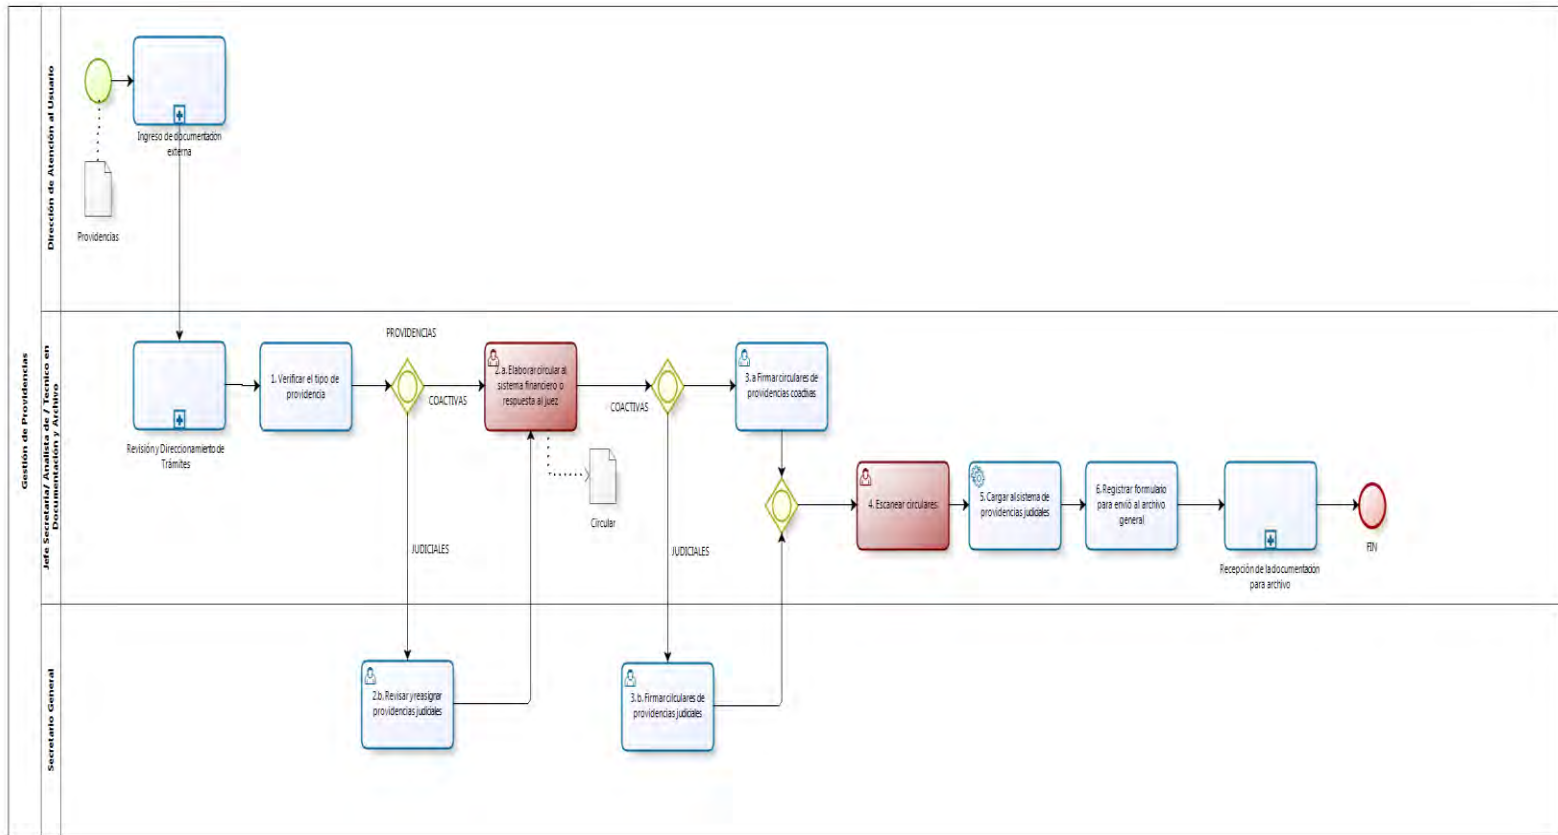 Gestión de Providencias
Dirección de Atención al Usuario
Ingreso de documentación
externa
Providencias
Jefe Secretaria/ Analista de / Tecnico en
Documentación y Archivo
Revisión y Direccionamiento de
Trámites
1. Verificar el tipo de
providencia
PROVIDENCIAS
COACTIVAS
JUDICIALES
2.a. Elaborar circular al
sistema financiero o
respuesta al juez
Circular
COACTIVAS
JUDICIALES
3.a Firmar circulares de
providencias coactivas
4. Escanear circulares
5. Cargar al sistema de
providencias judiciales
6. Registrar formulario
para envió al archivo
general
Recepción de la documentación
para archivo
FIN
Secretario General
2.b. Revisar y reasignar
providencias judiciales
3.b. Firmar cilculares de
providencias judiciales